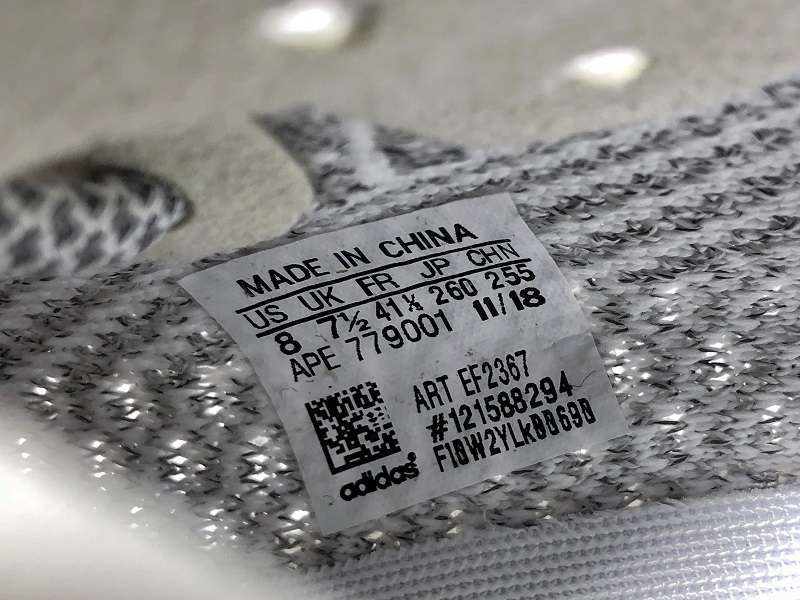 MADE IN CHINA
US UK FR JP CHN
8 7½ 41⅓ 260 255
APE 779001 11/18
ART EF2367
#121588294
FI0W2YLK00690
adidas